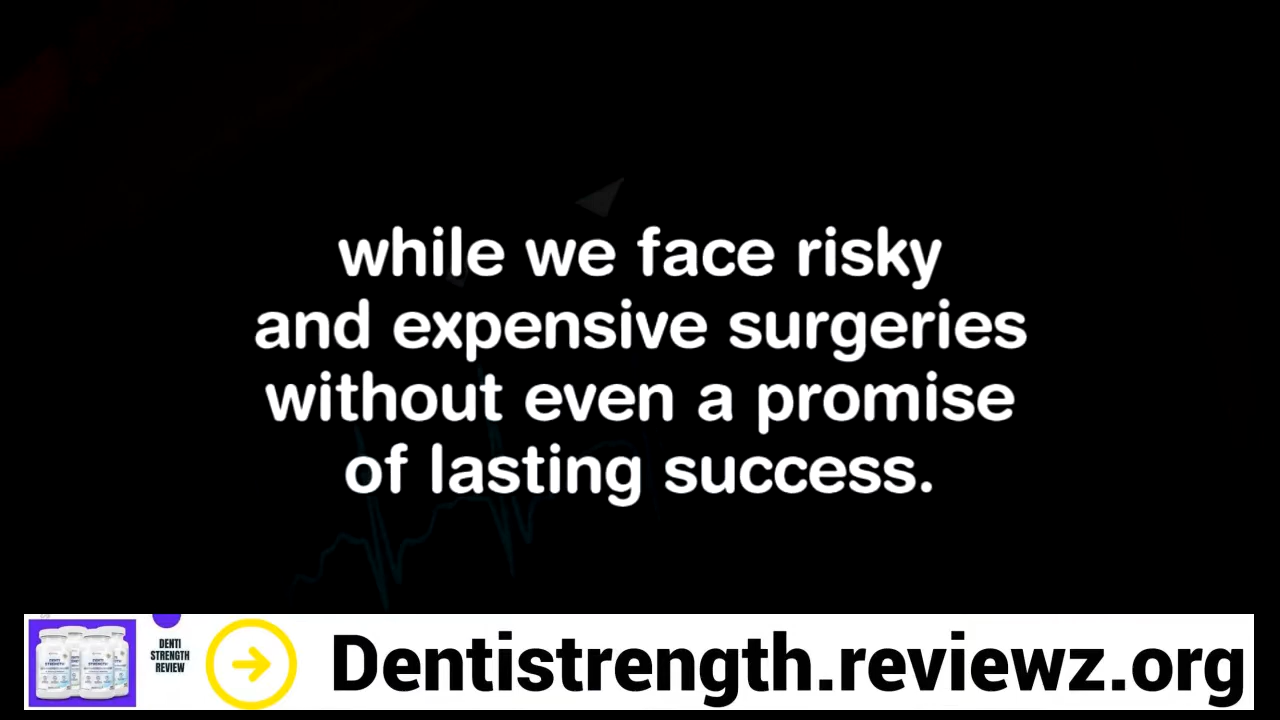 while we face risky
and expensive surgeries
without even a promise
of lasting success.
DENTI
STRENGTH
REVIEW
Dentistrength.reviewz.org